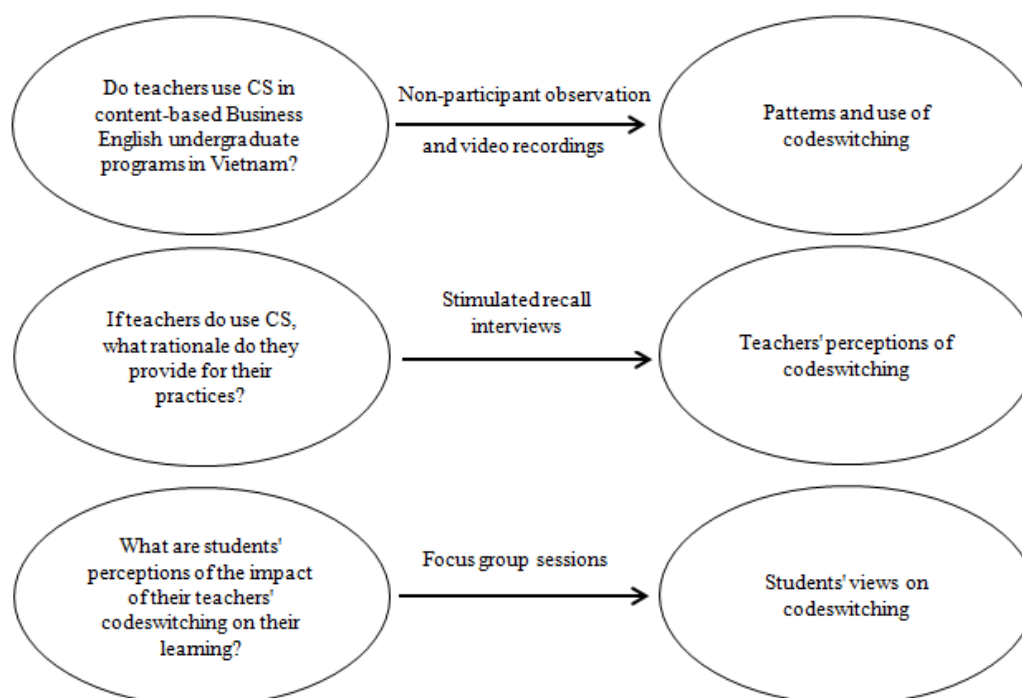 Do teachers use CS in
content-based Business
English undergraduate
programs in Vietnam?
Non-participant observation
and video recordings
Patterns and use of
codeswitching
If teachers do use CS,
what rationale do they
provide for their
practices?
Stimulated recall
interviews
Teachers' perceptions of
codeswitching
What are students'
perceptions of the impact
of their teachers'
codeswitching on their
learning?
Focus group sessions
Students' views on
codeswitching